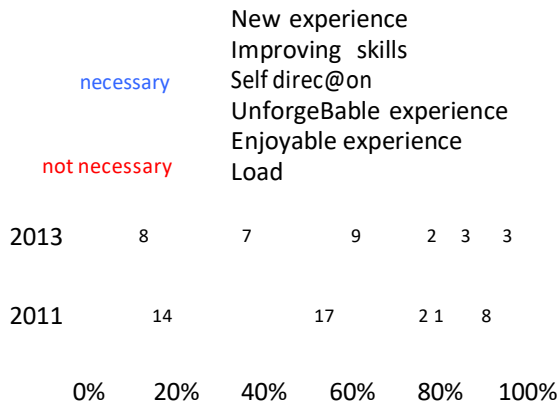 New experience
Improving skills
necessary Self direc@on
UnforgeBable experience
Enjoyable experience
not necessary Load
2013 8 7 9 2 3 3
2011 14 17 2 1 8
0% 20% 40% 60% 80% 100%